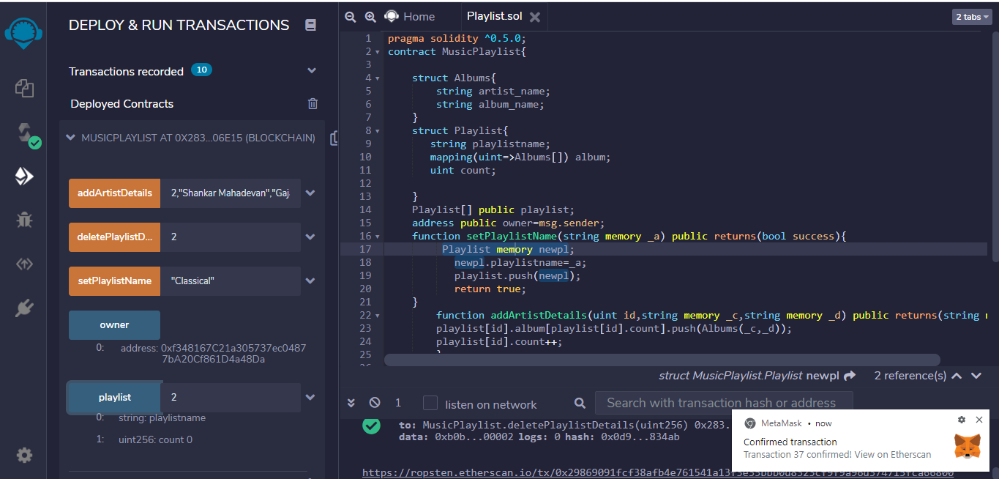 DEPLOY & RUN TRANSACTIONS
Transactions recorded 10
Deployed Contracts
MUSICPLAYLIST AT 0X283...06E15 (BLOCKCHAIN)
addArtistDetails 2,"Shankar Mahadevan","Gaj
deletePlaylistD... 2
setPlaylistName "Classical"
owner
0: address: 0xf348167C21a305737ec0487
7bA20Cf861D4a48Da
playlist 2
0: string: playlistname
1: uint256: count 0
Home Playlist.sol 2 tabs
1 pragma solidity ^0.5.0;
2 contract MusicPlaylist{
3
4 struct Albums{
5 string artist_name;
6 string album_name;
7 }
8 struct Playlist{
9 string playlistname;
10 mapping(uint=>Albums[]) album;
11 uint count;
12
13 }
14 Playlist[] public playlist;
15 address public owner=msg.sender;
16 function setPlaylistName(string memory _a) public returns(bool success){
17 Playlist memory newpl;
18 newpl.playlistname=_a;
19 playlist.push(newpl);
20 return true;
21 }
22 function addArtistDetails(uint id,string memory _c,string memory _d) public returns(string
23 playlist[id].album[playlist[id].count].push(Albums(_c,_d));
24 playlist[id].count++;
25
struct MusicPlaylist.Playlist newpl 2 reference(s)
1 listen on network Search with transaction hash or address
to: MusicPlaylist.deletePlaylistDetails(uint256) 0x283.
data: 0xb0b...00002 logs: 0 hash: 0x0d9...834ab
MetaMask • now
Confirmed transaction
Transaction 37 confirmed! View on Etherscan